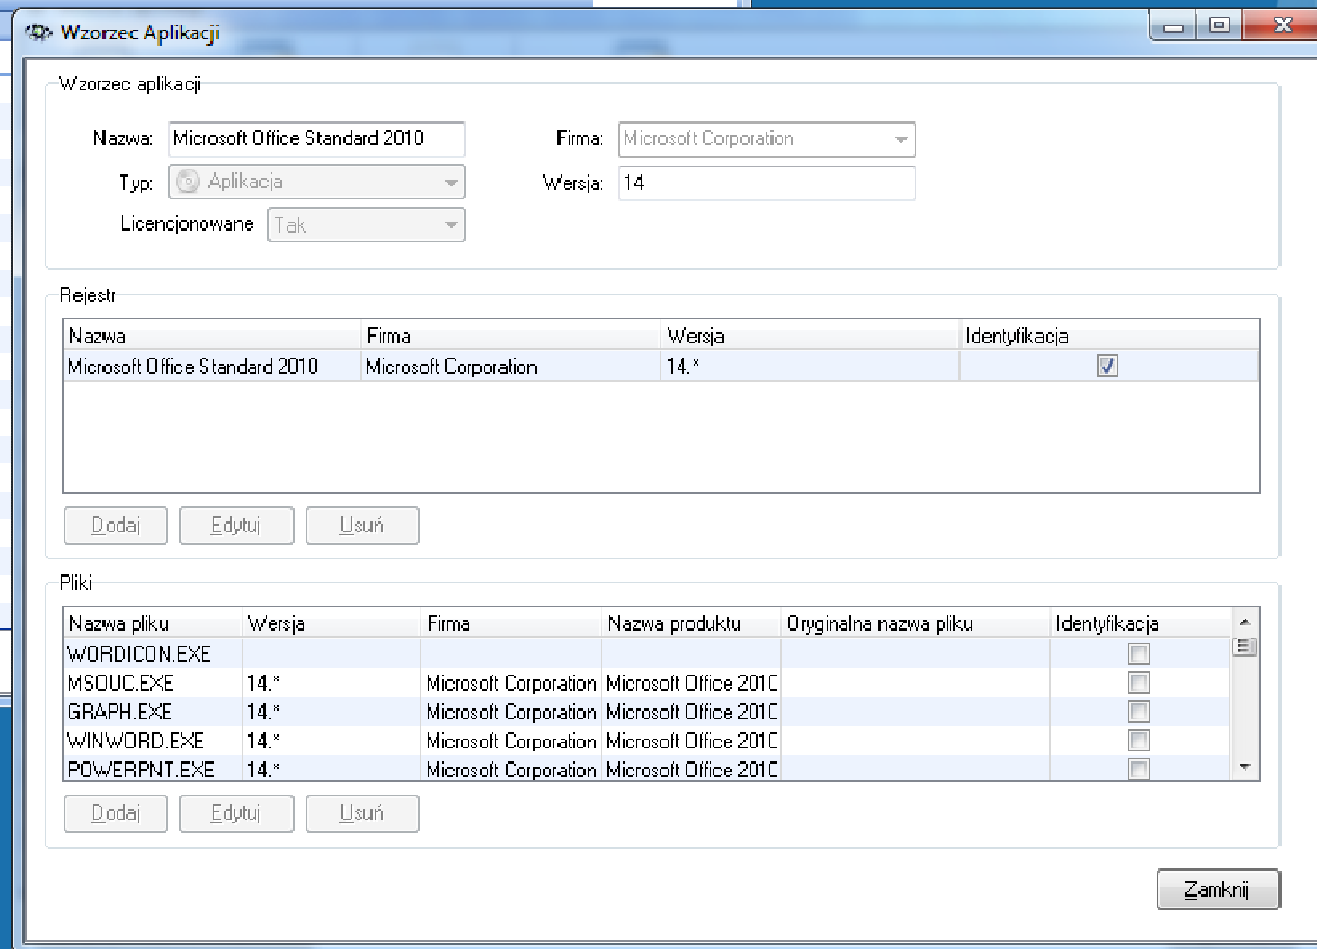 Wzorzec Aplikacji
Wzorzec aplikacji
Nazwa: Microsoft Office Standard 2010 Firma: Microsoft Corporation
Typ: Aplikacja Wersja: 14
Licencjonowane Tak
Rejestr
Nazwa Firma Wersja Identyfikacja
Microsoft Office Standard 2010 Microsoft Corporation 14.*
Dodaj Edytuj Usuń
Pliki
Nazwa pliku Wersja Firma Nazwa produktu Oryginalna nazwa pliku Identyfikacja
WORDICON.EXE
MSOUC.EXE 14.* Microsoft Corporation Microsoft Office 2010
GRAPH.EXE 14.* Microsoft Corporation Microsoft Office 2010
WINWORD.EXE 14.* Microsoft Corporation Microsoft Office 2010
POWERPNT.EXE 14.* Microsoft Corporation Microsoft Office 2010
Dodaj Edytuj Usuń
Zamknij